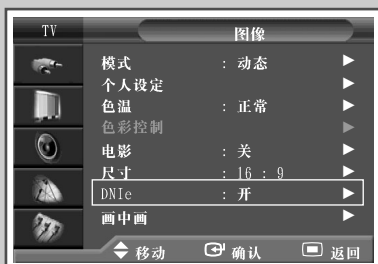 TV 图像
模式 : 动态
个人设定
色温 : 正常
色彩控制
电影 : 关
尺寸 : 16 : 9
DNIe : 开
画中画
移动 确认 返回